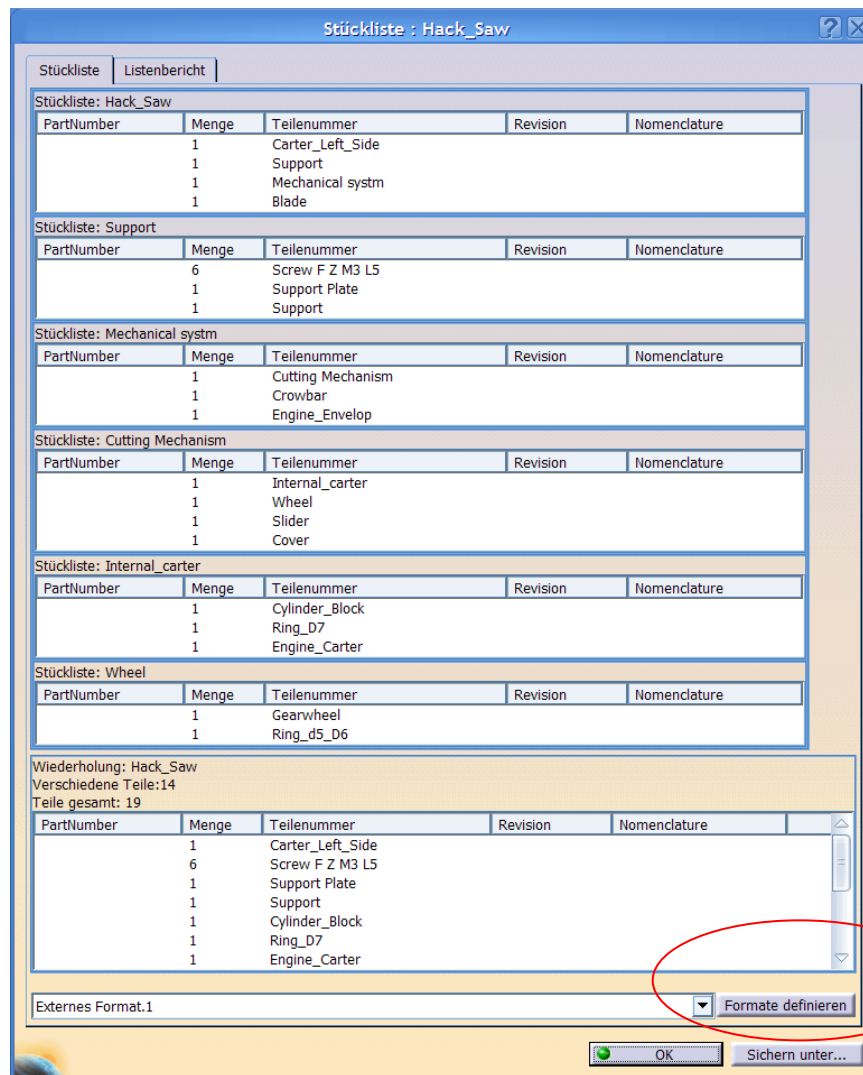 Stückliste : Hack_Saw
Stückliste Listenbericht
Stückliste: Hack_Saw
PartNumber Menge Teilenummer Revision Nomenclature
1 Carter_Left_Side
1 Support
1 Mechanical systm
1 Blade
Stückliste: Support
PartNumber Menge Teilenummer Revision Nomenclature
6 Screw F Z M3 L5
1 Support Plate
1 Support
Stückliste: Mechanical systm
PartNumber Menge Teilenummer Revision Nomenclature
1 Cutting Mechanism
1 Crowbar
1 Engine_Envelop
Stückliste: Cutting Mechanism
PartNumber Menge Teilenummer Revision Nomenclature
1 Internal_carter
1 Wheel
1 Slider
1 Cover
Stückliste: Internal_carter
PartNumber Menge Teilenummer Revision Nomenclature
1 Cylinder_Block
1 Ring_D7
1 Engine_Carter
Stückliste: Wheel
PartNumber Menge Teilenummer Revision Nomenclature
1 Gearwheel
1 Ring_d5_D6
Wiederholung: Hack_Saw
Verschiedene Teile:14
Teile gesamt: 19
PartNumber Menge Teilenummer Revision Nomenclature
1 Carter_Left_Side
6 Screw F Z M3 L5
1 Support Plate
1 Support
1 Cylinder_Block
1 Ring_D7
1 Engine_Carter
Externes Format.1 Formate definieren
OK Sichern unter...